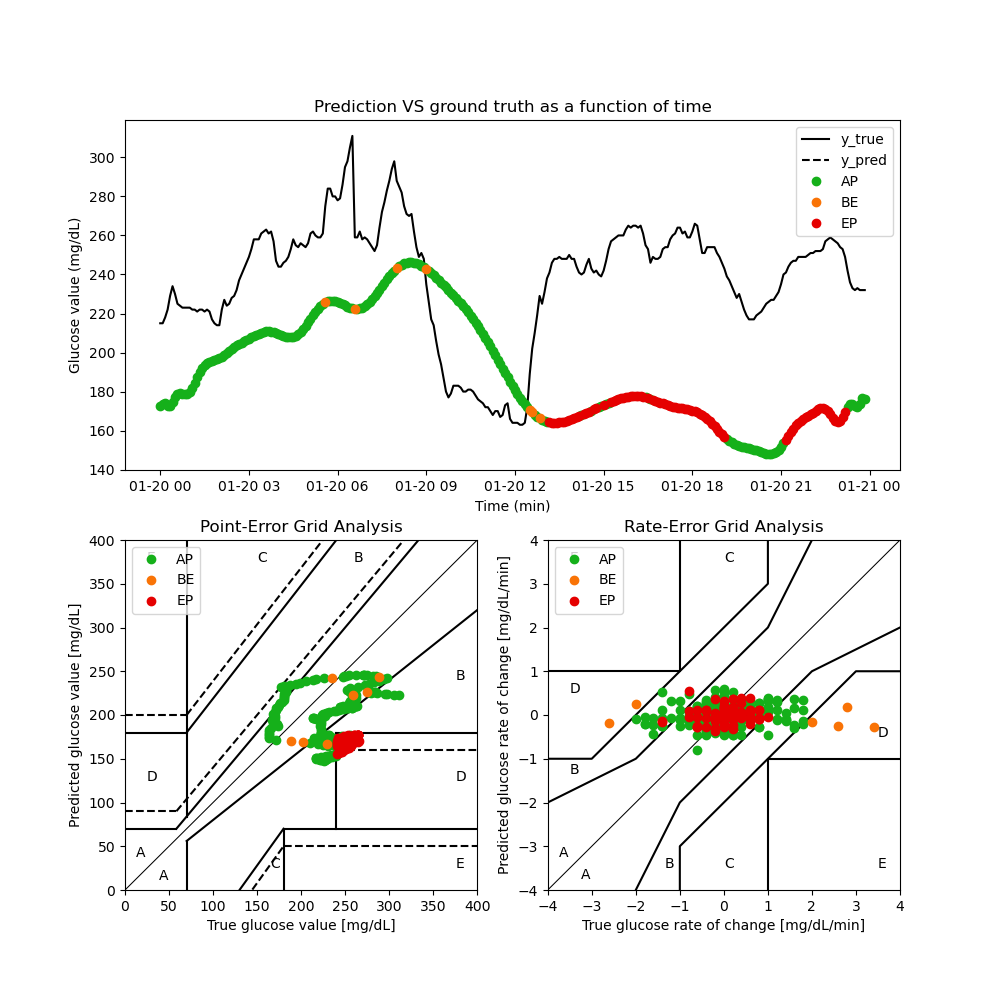 Prediction VS ground truth as a function of time
Glucose value (mg/dL)
300
280
260
240
220
200
180
160
140
y_true
y_pred
AP
BE
EP
01-20 00 01-20 03 01-20 06 01-20 09 01-20 12 01-20 15 01-20 18 01-20 21 01-21 00
Time (min)
Point-Error Grid Analysis
Predicted glucose value [mg/dL]
400
350
300
250
200
150
100
50
0
AP
BE
EP
C
B
B
D
D
A
A
C
E
0 50 100 150 200 250 300 350 400
True glucose value [mg/dL]
Rate-Error Grid Analysis
Predicted glucose rate of change [mg/dL/min]
4
3
2
1
0
−1
−2
−3
−4
AP
BE
EP
C
D
D
B
A
A
B
C
E
−4 −3 −2 −1 0 1 2 3 4
True glucose rate of change [mg/dL/min]